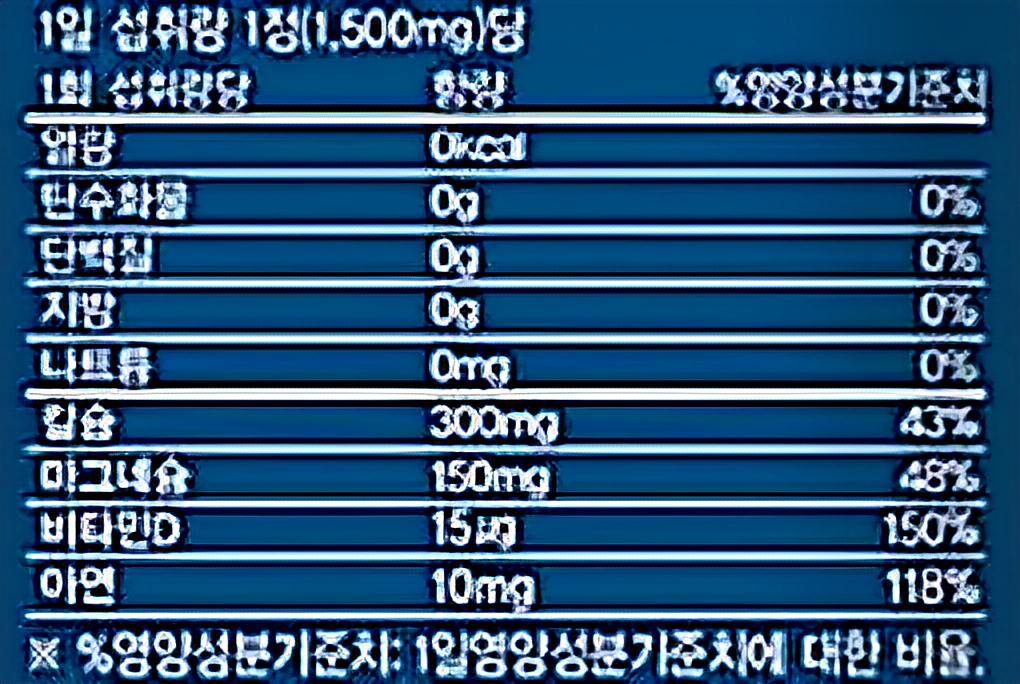 1일 섭취량 1정(1,500mg)당
1회 섭취량당 함량 %영양성분기준치
열량 0kcal
탄수화물 0g 0%
단백질 0g 0%
지방 0g 0%
나트륨 0mg 0%
칼슘 300mg 43%
마그네슘 150mg 48%
비타민D 15㎍ 150%
아연 10mg 118%
※ %영양성분기준치: 1일영양성분기준치에 대한 비율.